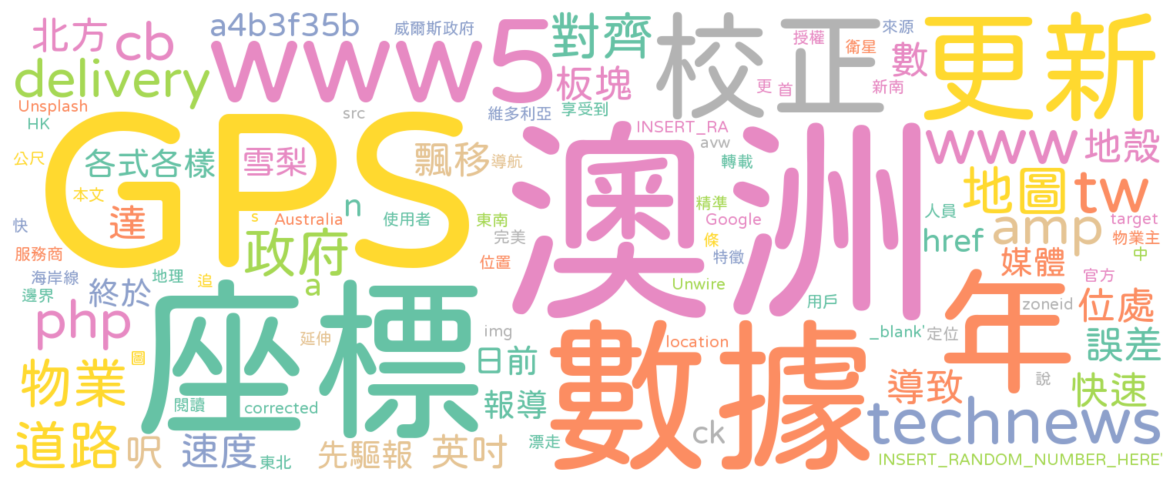 北方 cb a4b3f35b 威爾斯政府 對齊 授權 衛星 來源 更新
delivery www 5 板塊 校正 數
Unsplash HK src 維多利亞 享受到 更 首 新南
GPS 澳洲 INSERT_RA avw www 地殼
公尺 各式各樣 雪梨 飄移 導航 轉載 地圖 tw
本文 達 s Australia n 使用者 東南 精準 Google 人員 amp target
快 政府 完美 條 特徵 href 物業主
服務商 a 位置 媒體 中
海岸線 地理 追 Unwire 官方
邊界 終於 座標 用戶 年 zoneid 位處
php 延伸 img 數據 location _blank' 定位 誤差
物業 圖 日前 導致 說 快速
閱讀 corrected 報導 technews
道路 呎 速度 東北 先驅報 英吋 漂走 ck INSERT_RANDOM_NUMBER_HERE'